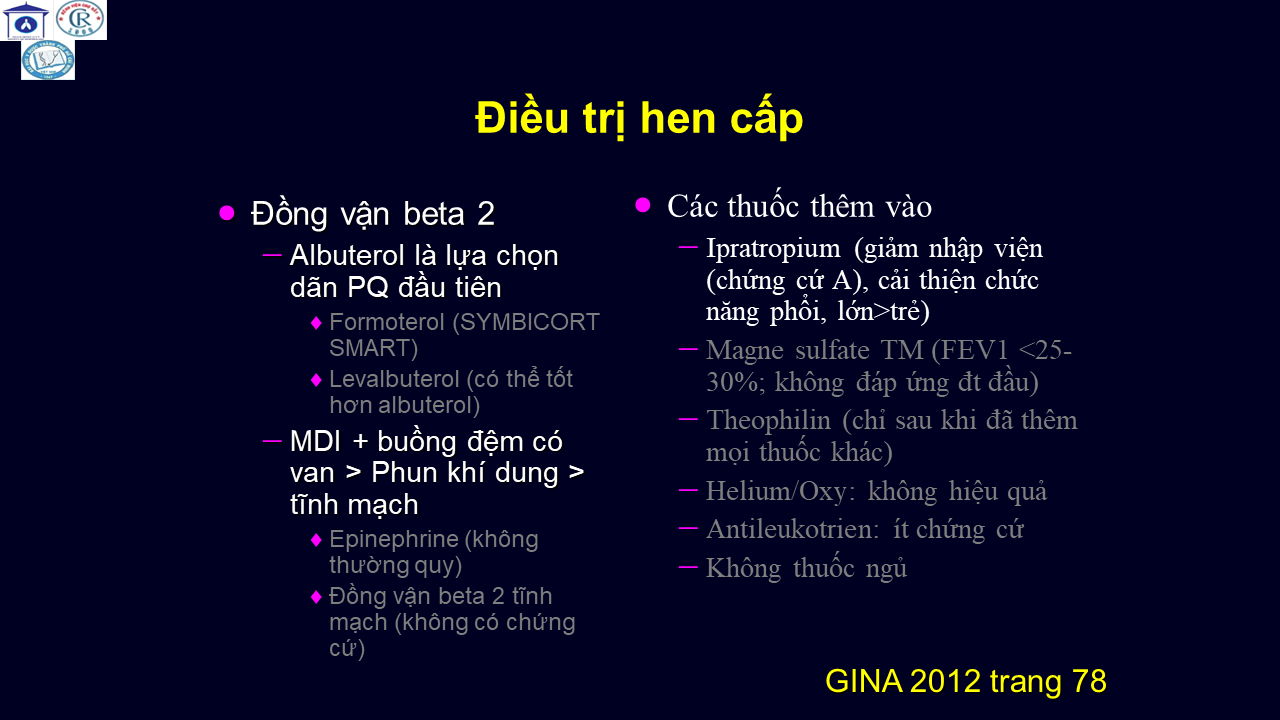 Điều trị hen cấp
Đồng vận beta 2
Albuterol là lựa chọn
dãn PQ đầu tiên
Formoterol (SYMBICORT
SMART)
Levalbuterol (có thể tốt
hơn albuterol)
MDI + buồng đệm có
van > Phun khí dung >
tĩnh mạch
Epinephrine (không
thường quy)
Đồng vận beta 2 tĩnh
mạch (không có chứng
cứ)
Các thuốc thêm vào
Ipratropium (giảm nhập viện
(chứng cứ A), cải thiện chức
năng phổi, lớn>trẻ)
Magne sulfate TM (FEV1 <25-
30%; không đáp ứng đt đầu)
Theophilin (chỉ sau khi đã thêm
mọi thuốc khác)
Helium/Oxy: không hiệu quả
Antileukotrien: ít chứng cứ
Không thuốc ngủ
GINA 2012 trang 78